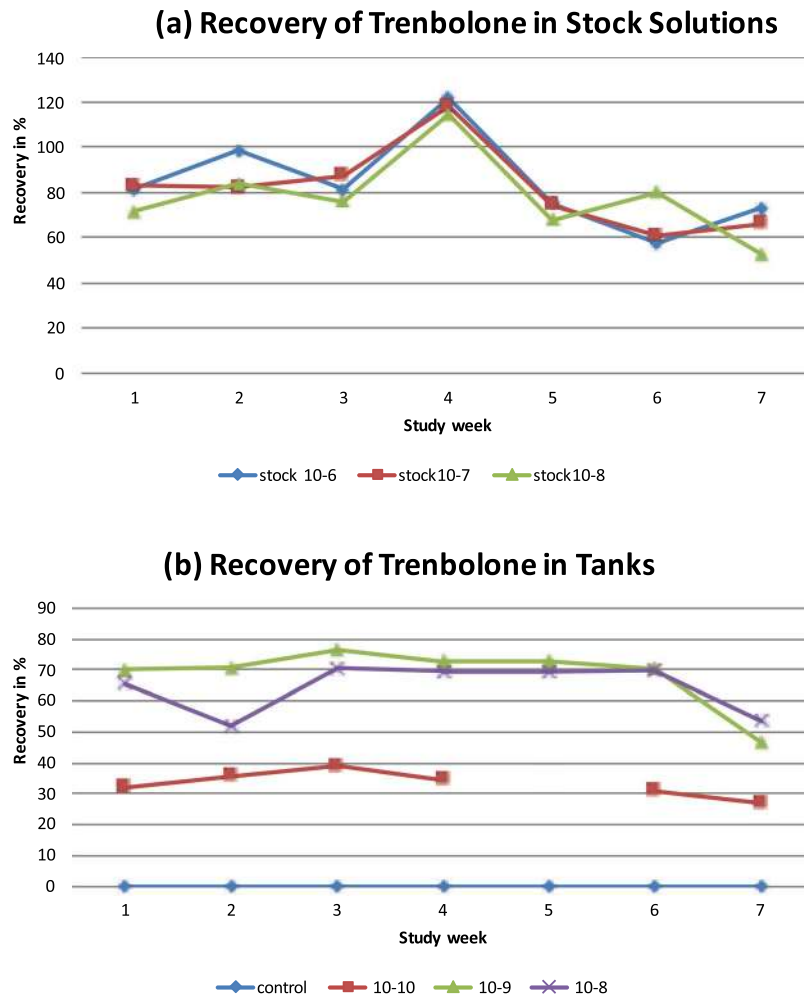 (a) Recovery of Trenbolone in Stock Solutions
140
120
100
80
60
40
20
0
Recovery in %
1 2 3 4 5 6 7
Study week
stock 10-6 stock10-7 stock10-8
(b) Recovery of Trenbolone in Tanks
90
80
70
60
50
40
30
20
10
0
Recovery in %
1 2 3 4 5 6 7
Study week
control 10-10 10-9 10-8